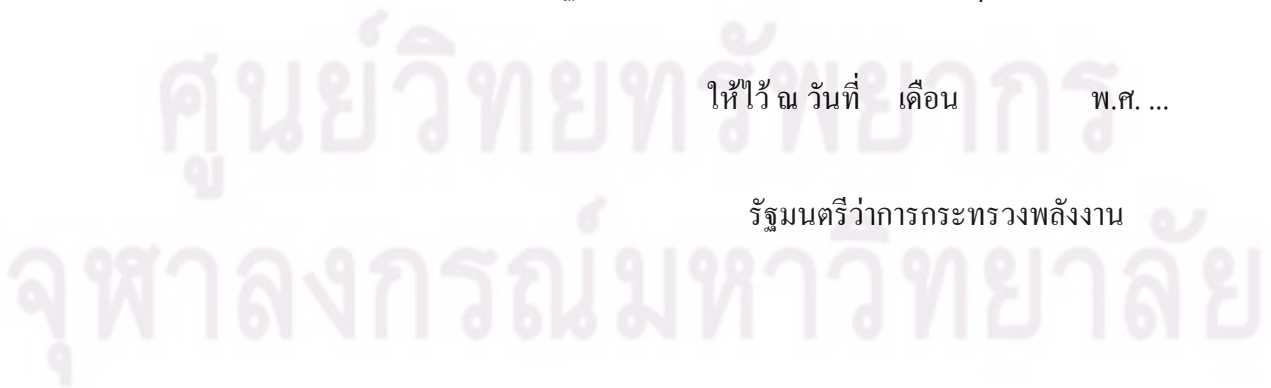 ศูนย์วิทยทรัพยากร
ให้ไว้ ณ วันที่ เดือน พ.ศ. ...
รัฐมนตรีว่าการกระทรวงพลังงาน
จุฬาลงกรณ์มหาวิทยาลัย